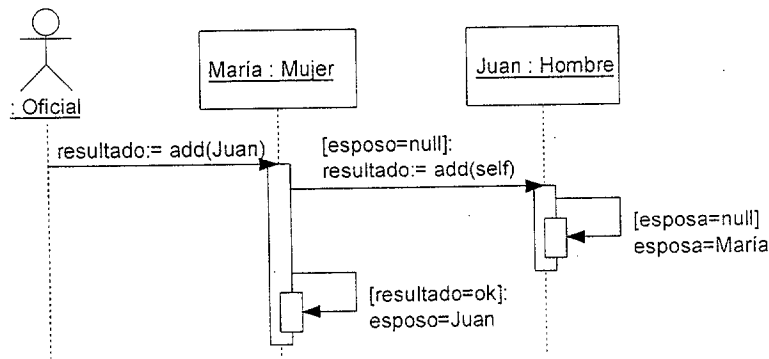 María : Mujer
Juan : Hombre
: Oficial
resultado:= add(Juan)
[esposo=null]:
resultado:= add(self)
[esposa=null]
esposa=María
[resultado=ok]:
esposo=Juan